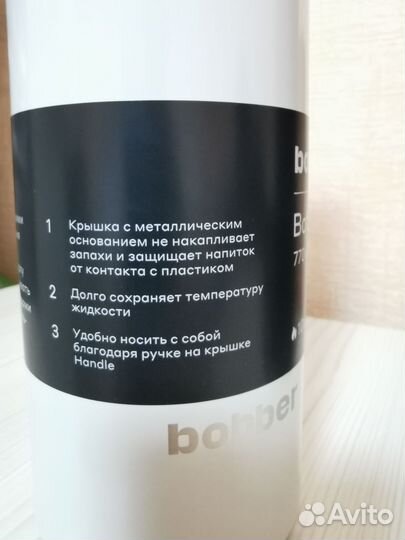 1 Крышка с металлическим
основанием не накапливает
запахи и защищает напиток
от контакта с пластиком
2 Долго сохраняет температуру
жидкости
3 Удобно носить с собой
благодаря ручке на крышке
Handle
bobber
Avito